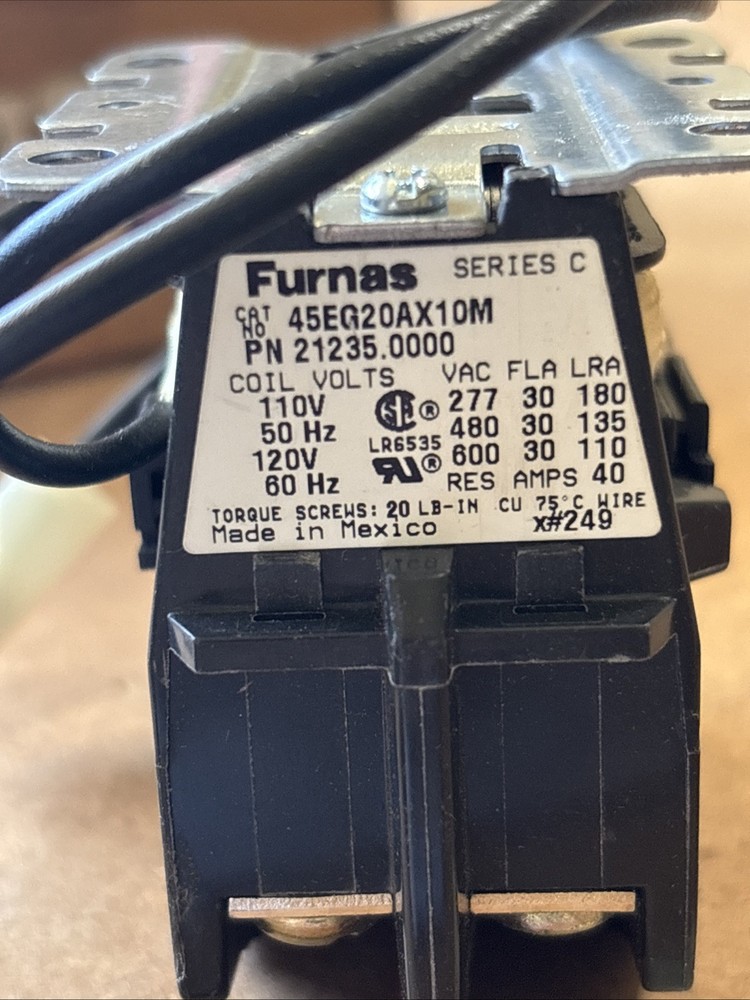 Furnas SERIES C
CAT NO 45EG20AX10M
PN 21235.0000
COIL VOLTS VAC FLA LRA
110V SA ® 277 30 180
50 Hz 480 30 135
LR6535
120V 600 30 110
RU ®
60 Hz RES AMPS 40
TORQUE SCREWS: 20 LB-IN CU 75°C WIRE
Made in Mexico x#249